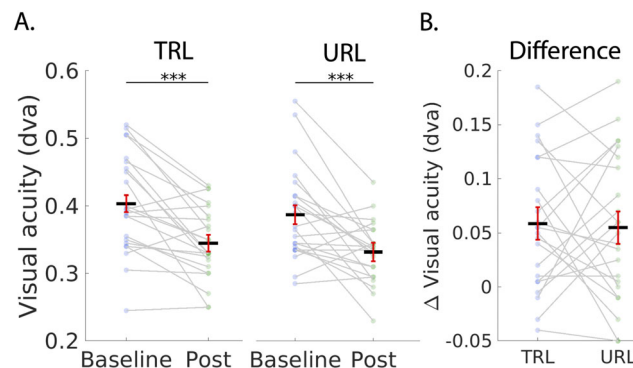 A.
TRL
URL
***
***
Visual acuity (dva)
0.6
0.5
0.4
0.3
0.2
Baseline Post
Baseline Post
B.
Difference
Δ Visual acuity (dva)
0.2
0.15
0.1
0.05
0
-0.05
TRL
URL